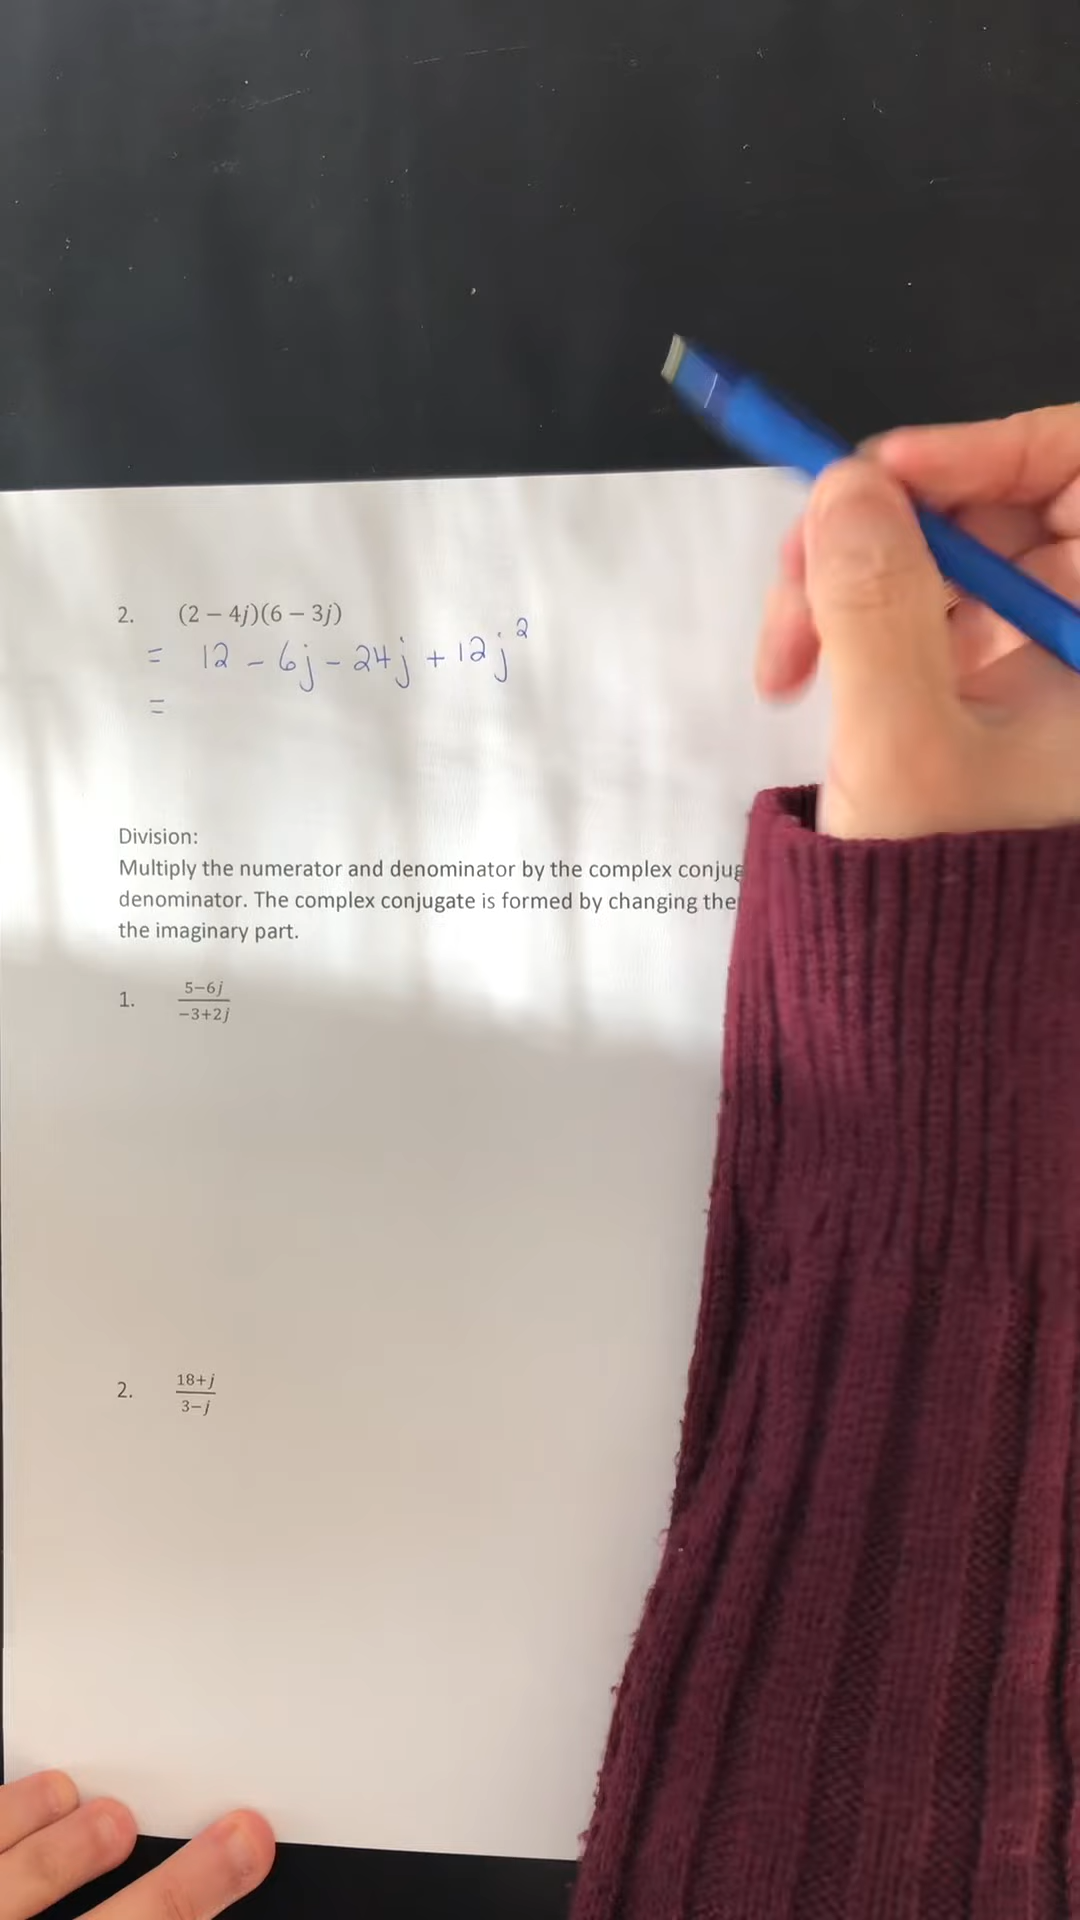 2. (2 – 4j)(6 – 3j)
= 12 - 6j - 24j + 12j²
=
Division:
Multiply the numerator and denominator by the complex
denominator. The complex conjugate is formed by changing the
the imaginary part.
1. 5−6j
−3+2j
2. 18+j
3−j